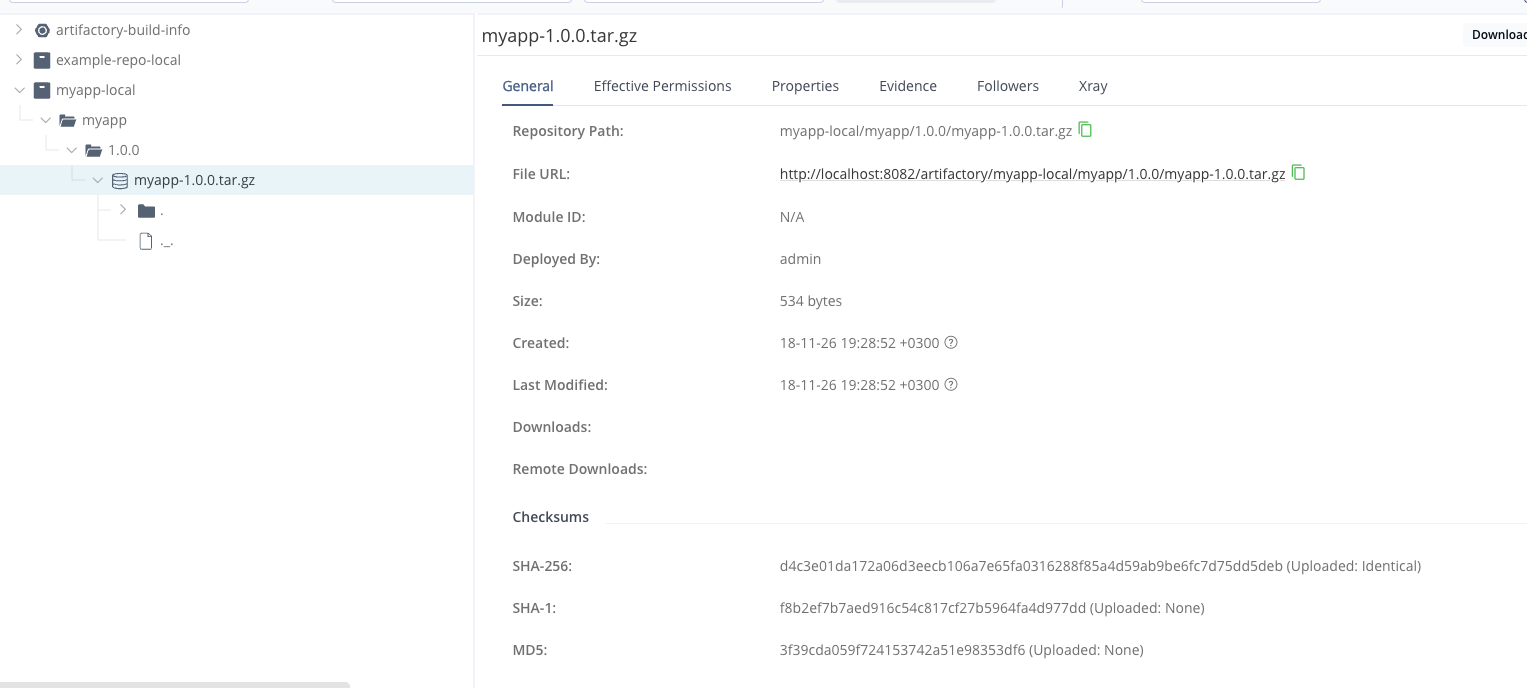 artifactory-build-info
example-repo-local
myapp-local
myapp
1.0.0
myapp-1.0.0.tar.gz
.
._.
myapp-1.0.0.tar.gz
Download
General Effective Permissions Properties Evidence Followers Xray
Repository Path: myapp-local/myapp/1.0.0/myapp-1.0.0.tar.gz
File URL: http://localhost:8082/artifactory/myapp-local/myapp/1.0.0/myapp-1.0.0.tar.gz
Module ID: N/A
Deployed By: admin
Size: 534 bytes
Created: 18-11-26 19:28:52 +0300
Last Modified: 18-11-26 19:28:52 +0300
Downloads:
Remote Downloads:
Checksums
SHA-256: d4c3e01da172a06d3eecb106a7e65fa0316288f85a4d59ab9be6fc7d75dd5deb (Uploaded: Identical)
SHA-1: f8b2ef7b7aed916c54c817cf27b5964fa4d977dd (Uploaded: None)
MD5: 3f39cda059f724153742a51e98353df6 (Uploaded: None)